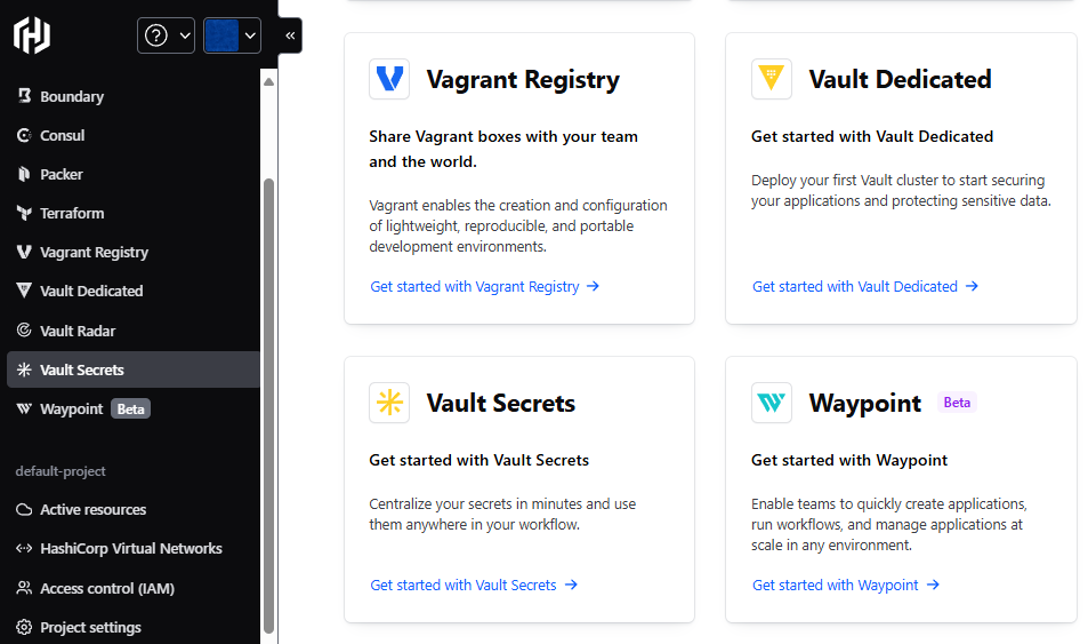 Boundary
Consul
Packer
Terraform
Vagrant Registry
Vault Dedicated
Vault Radar
Vault Secrets
Waypoint Beta
default-project
Active resources
HashiCorp Virtual Networks
Access control (IAM)
Project settings
Vagrant Registry
Share Vagrant boxes with your team
and the world.
Vagrant enables the creation and configuration
of lightweight, reproducible, and portable
development environments.
Get started with Vagrant Registry →
Vault Dedicated
Get started with Vault Dedicated
Deploy your first Vault cluster to start securing
your applications and protecting sensitive data.
Get started with Vault Dedicated →
Vault Secrets
Get started with Vault Secrets
Centralize your secrets in minutes and use
them anywhere in your workflow.
Get started with Vault Secrets →
Waypoint Beta
Get started with Waypoint
Enable teams to quickly create applications,
run workflows, and manage applications at
scale in any environment.
Get started with Waypoint →